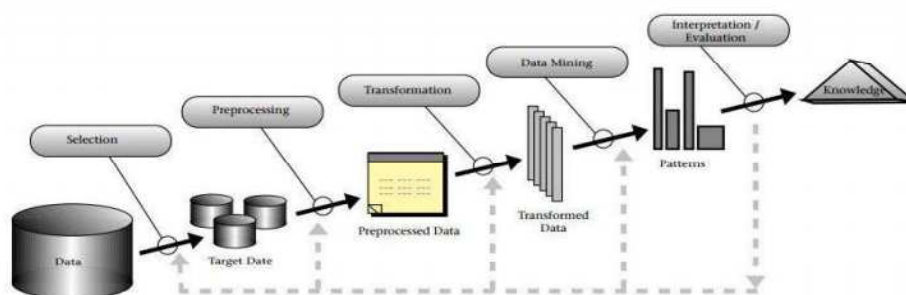 Interpretation /
Evaluation
Data Mining
Transformation
Preprocessing
Selection
Knowledge
Patterns
Transformed
Data
Preprocessed Data
Target Date
Data